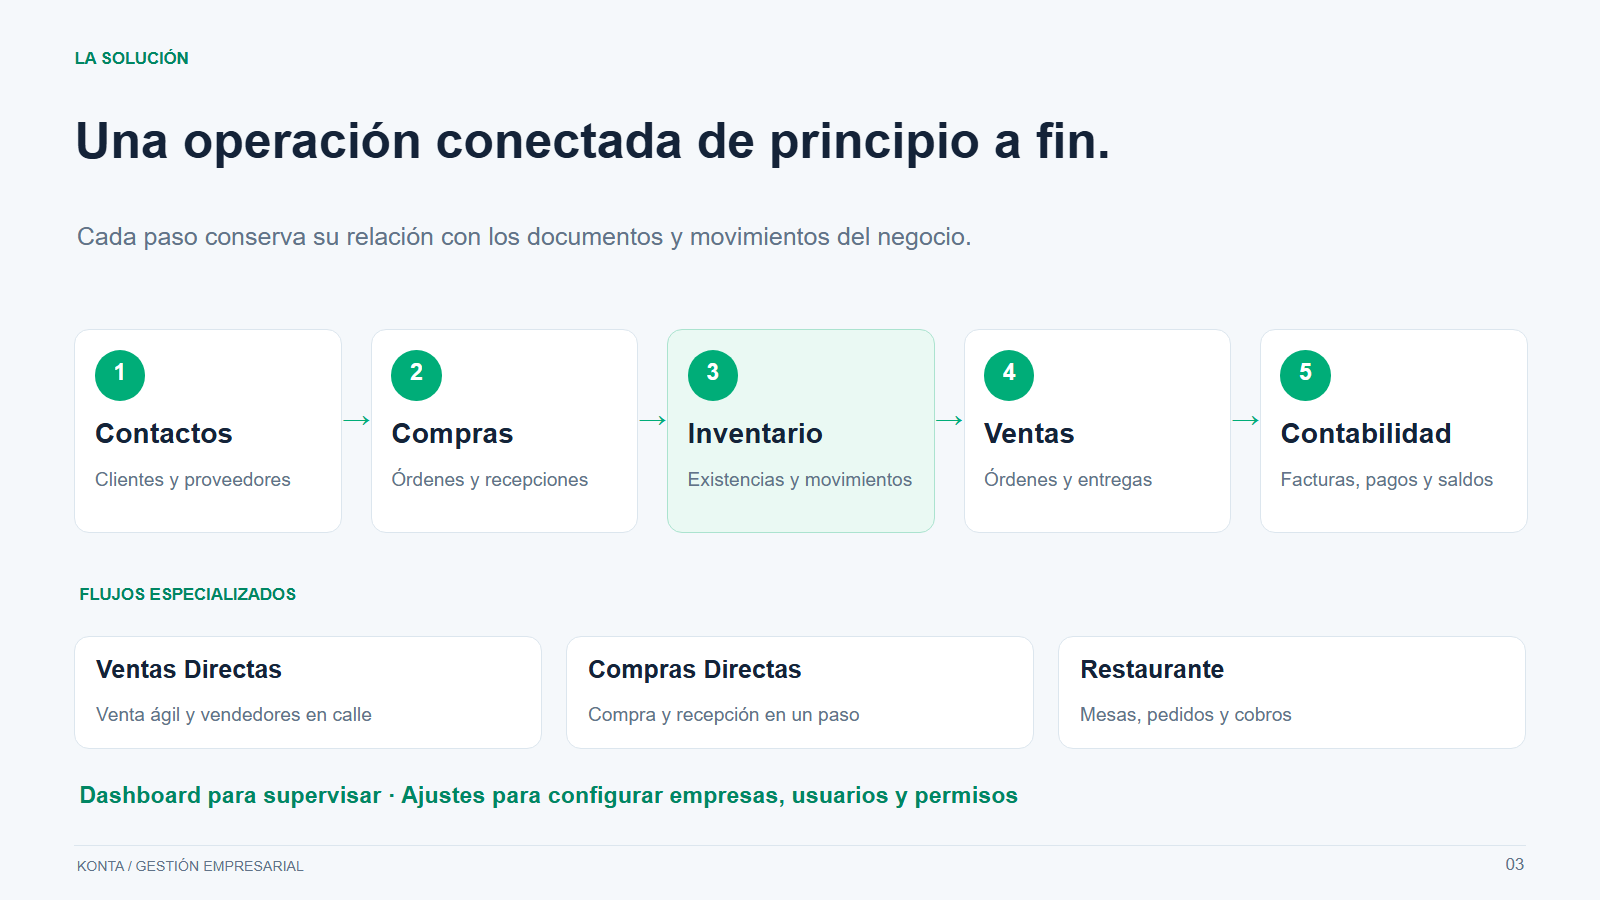 LA SOLUCIÓN
Una operación conectada de principio a fin.
Cada paso conserva su relación con los documentos y movimientos del negocio.
1
Contactos
Clientes y proveedores
→
2
Compras
Órdenes y recepciones
→
3
Inventario
Existencias y movimientos
→
4
Ventas
Órdenes y entregas
→
5
Contabilidad
Facturas, pagos y saldos
FLUJOS ESPECIALIZADOS
Ventas Directas
Venta ágil y vendedores en calle
Compras Directas
Compra y recepción en un paso
Restaurante
Mesas, pedidos y cobros
Dashboard para supervisar · Ajustes para configurar empresas, usuarios y permisos
KONTA / GESTIÓN EMPRESARIAL
03